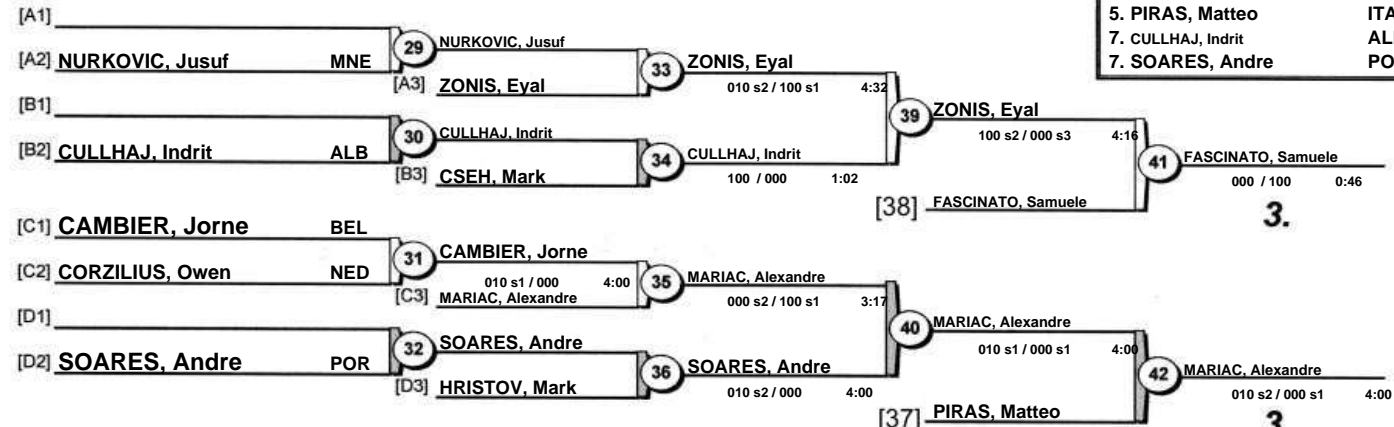 [A1]
[A2] NURKOVIC, Jusuf MNE
29
NURKOVIC, Jusuf
[A3] ZONIS, Eyal
33
ZONIS, Eyal
010 s2 / 100 s1 4:32
[B1]
[B2] CULLHAJ, Indrit ALB
30
CULLHAJ, Indrit
[B3] CSEH, Mark
34
CULLHAJ, Indrit
100 / 000 1:02
39
ZONIS, Eyal
100 s2 / 000 s3 4:16
[38] FASCINATO, Samuele
41
FASCINATO, Samuele
000 / 100 0:46
3.
[C1] CAMBIER, Jorne BEL
[C2] CORZILIUS, Owen NED
31
CAMBIER, Jorne
010 s1 / 000 4:00
[C3] MARIAC, Alexandre
35
MARIAC, Alexandre
000 s2 / 100 s1 3:17
[D1]
[D2] SOARES, Andre POR
32
SOARES, Andre
[D3] HRISTOV, Mark
36
SOARES, Andre
010 s2 / 000 4:00
40
MARIAC, Alexandre
010 s1 / 000 s1 4:00
[37] PIRAS, Matteo
42
MARIAC, Alexandre
010 s2 / 000 s1 4:00
3.
5. PIRAS, Matteo ITA
7. CULLHAJ, Indrit AL
7. SOARES, Andre PO